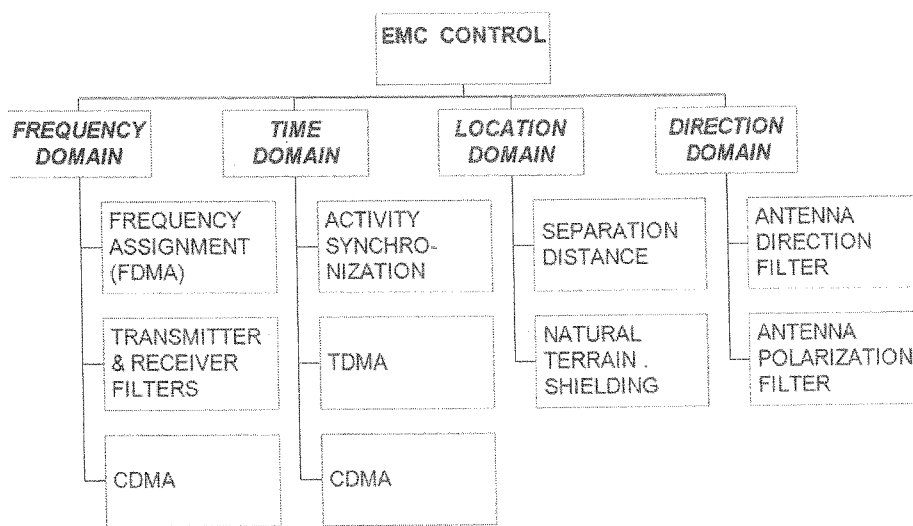 EMC CONTROL
FREQUENCY
DOMAIN
TIME
DOMAIN
LOCATION
DOMAIN
DIRECTION
DOMAIN
FREQUENCY
ASSIGNMENT
(FDMA)
TRANSMITTER
& RECEIVER
FILTERS
CDMA
ACTIVITY
SYNCHRO-
NIZATION
TDMA
CDMA
SEPARATION
DISTANCE
NATURAL
TERRAIN .
SHIELDING
ANTENNA
DIRECTION
FILTER
ANTENNA
POLARIZATION
FILTER